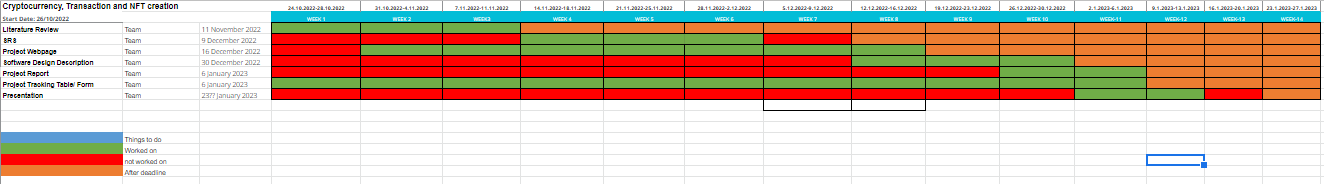 Cryptocurrency, Transaction and NFT creation 24.10.2022-28.10.2022 31.10.2022-4.11.2022 7.11.2022-11.11.2022 14.11.2022-18.11.2022 21.11.2022-25.11.2022 28.11.2022-2.12.2022 5.12.2022-9.12.2022 12.12.2022-16.12.2022 19.12.2022-23.12.2022 26.12.2022-30.12.2022 2.1.2023-6.1.2023 9.1.2023-13.1.2023 16.1.2023-20.1.2023 23.1.2023-27.1.2023
Start Date: 26/10/2022 WEEK 1 WEEK 2 WEEK3 WEEK 4 WEEK 5 WEEK 6 WEEK 7 WEEK 8 WEEK 9 WEEK 10 WEEK-11 WEEK-12 WEEK-13 WEEK-14
Literature Review Team 11 November 2022
SRS Team 9 December 2022
Project Webpage Team 16 December 2022
Software Design Description Team 30 December 2022
Project Report Team 6 January 2023
Project Tracking Table/ Form Team 6 January 2023
Presentation Team 23?? January 2023
Things to do
Worked on
not worked on
After deadline